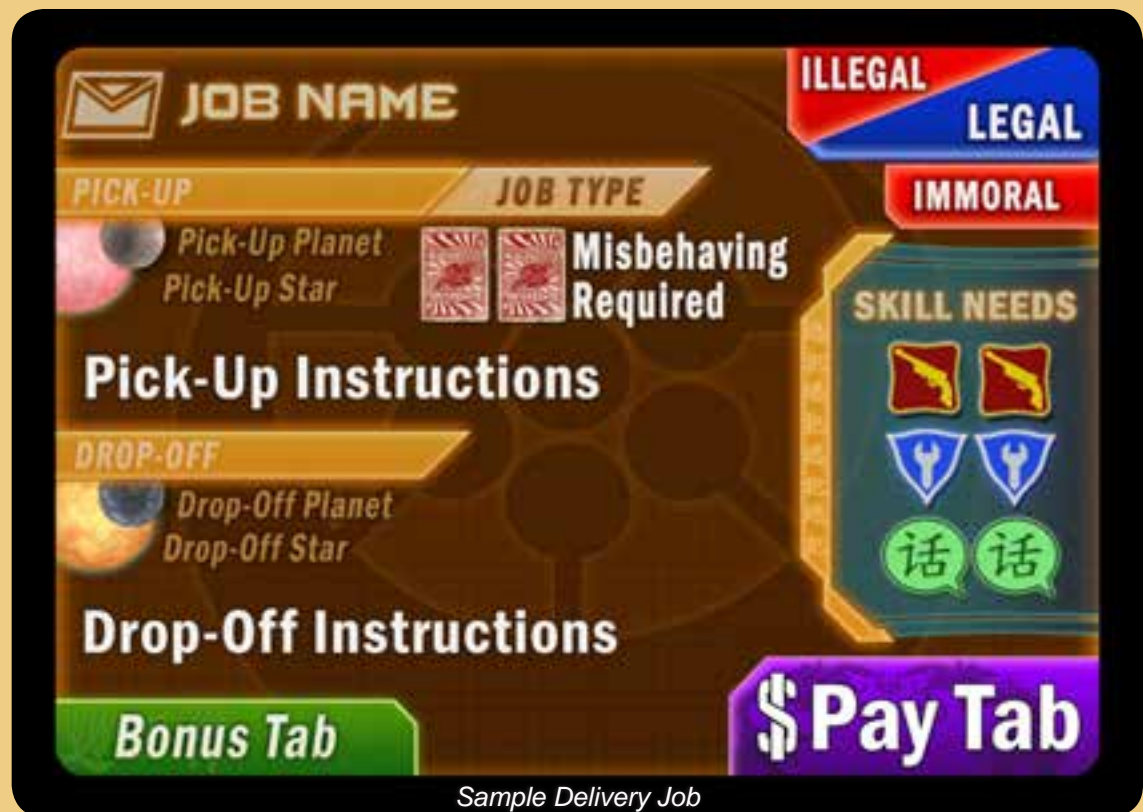 JOB NAME
ILLEGAL
LEGAL
PICK-UP
JOB TYPE
IMMORAL
Pick-Up Planet
Pick-Up Star
Misbehaving
Required
SKILL NEEDS
Pick-Up Instructions
DROP-OFF
Drop-Off Planet
Drop-Off Star
话 话
Drop-Off Instructions
Bonus Tab
$Pay Tab
Sample Delivery Job